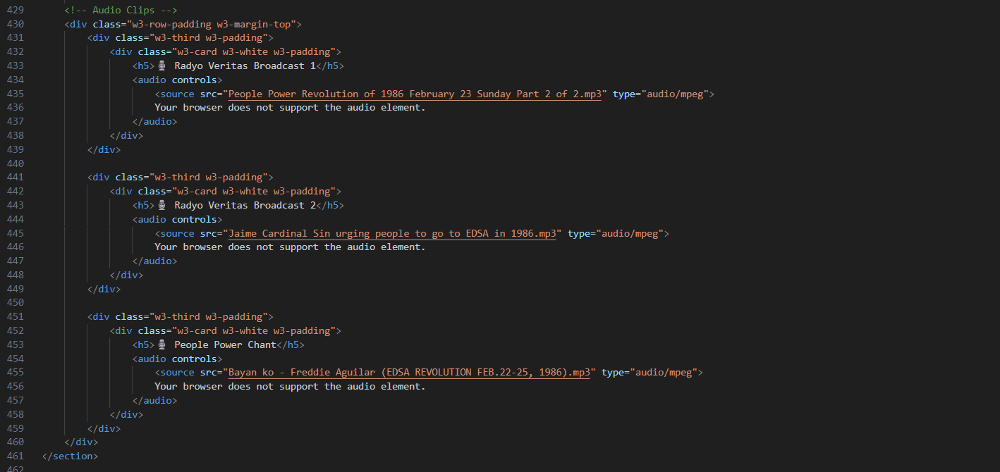 429 <!-- Audio Clips -->
430 <div class="w3-row-padding w3-margin-top">
431 <div class="w3-third w3-padding">
432 <div class="w3-card w3-white w3-padding">
433 <h5>🎙 Radyo Veritas Broadcast 1</h5>
434 <audio controls>
435 <source src="People Power Revolution of 1986 February 23 Sunday Part 2 of 2.mp3" type="audio/mpeg">
436 Your browser does not support the audio element.
437 </audio>
438 </div>
439 </div>
440
441 <div class="w3-third w3-padding">
442 <div class="w3-card w3-white w3-padding">
443 <h5>🎙 Radyo Veritas Broadcast 2</h5>
444 <audio controls>
445 <source src="Jaime Cardinal Sin urging people to go to EDSA in 1986.mp3" type="audio/mpeg">
446 Your browser does not support the audio element.
447 </audio>
448 </div>
449 </div>
450
451 <div class="w3-third w3-padding">
452 <div class="w3-card w3-white w3-padding">
453 <h5>🎙 People Power Chant</h5>
454 <audio controls>
455 <source src="Bayan ko - Freddie Aguilar (EDSA REVOLUTION FEB.22-25, 1986).mp3" type="audio/mpeg">
456 Your browser does not support the audio element.
457 </audio>
458 </div>
459 </div>
460 </div>
461 </section>
462